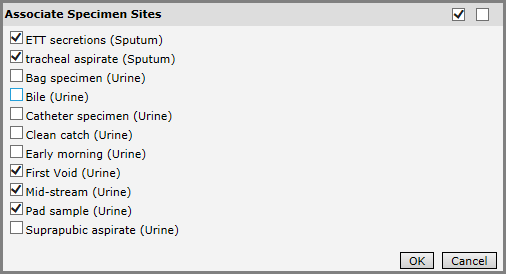 Associate Specimen Sites
ETT secretions (Sputum)
tracheal aspirate (Sputum)
Bag specimen (Urine)
Bile (Urine)
Catheter specimen (Urine)
Clean catch (Urine)
Early morning (Urine)
First Void (Urine)
Mid-stream (Urine)
Pad sample (Urine)
Suprapubic aspirate (Urine)
OK Cancel